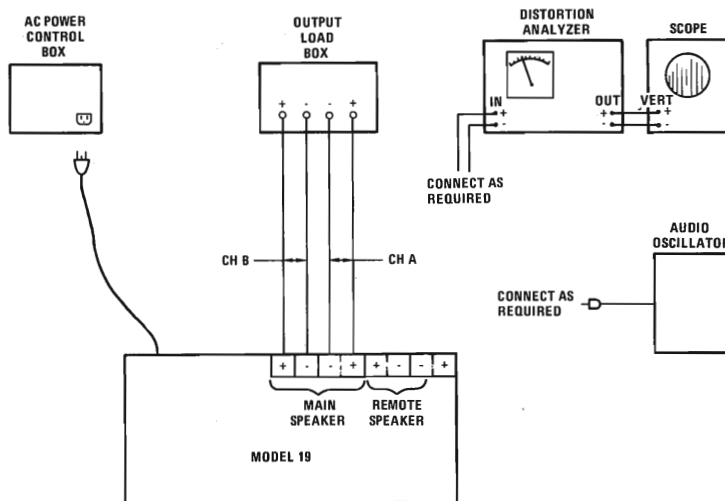 AC POWER
CONTROL
BOX
OUTPUT
LOAD
BOX
+ - - +
DISTORTION
ANALYZER
IN
+
-
OUT
+
-
SCOPE
VERT
+
-
CONNECT AS
REQUIRED
AUDIO
OSCILLATOR
CONNECT AS
REQUIRED
CH B
CH A
+ - - + + - - +
MAIN
SPEAKER
REMOTE
SPEAKER
MODEL 19